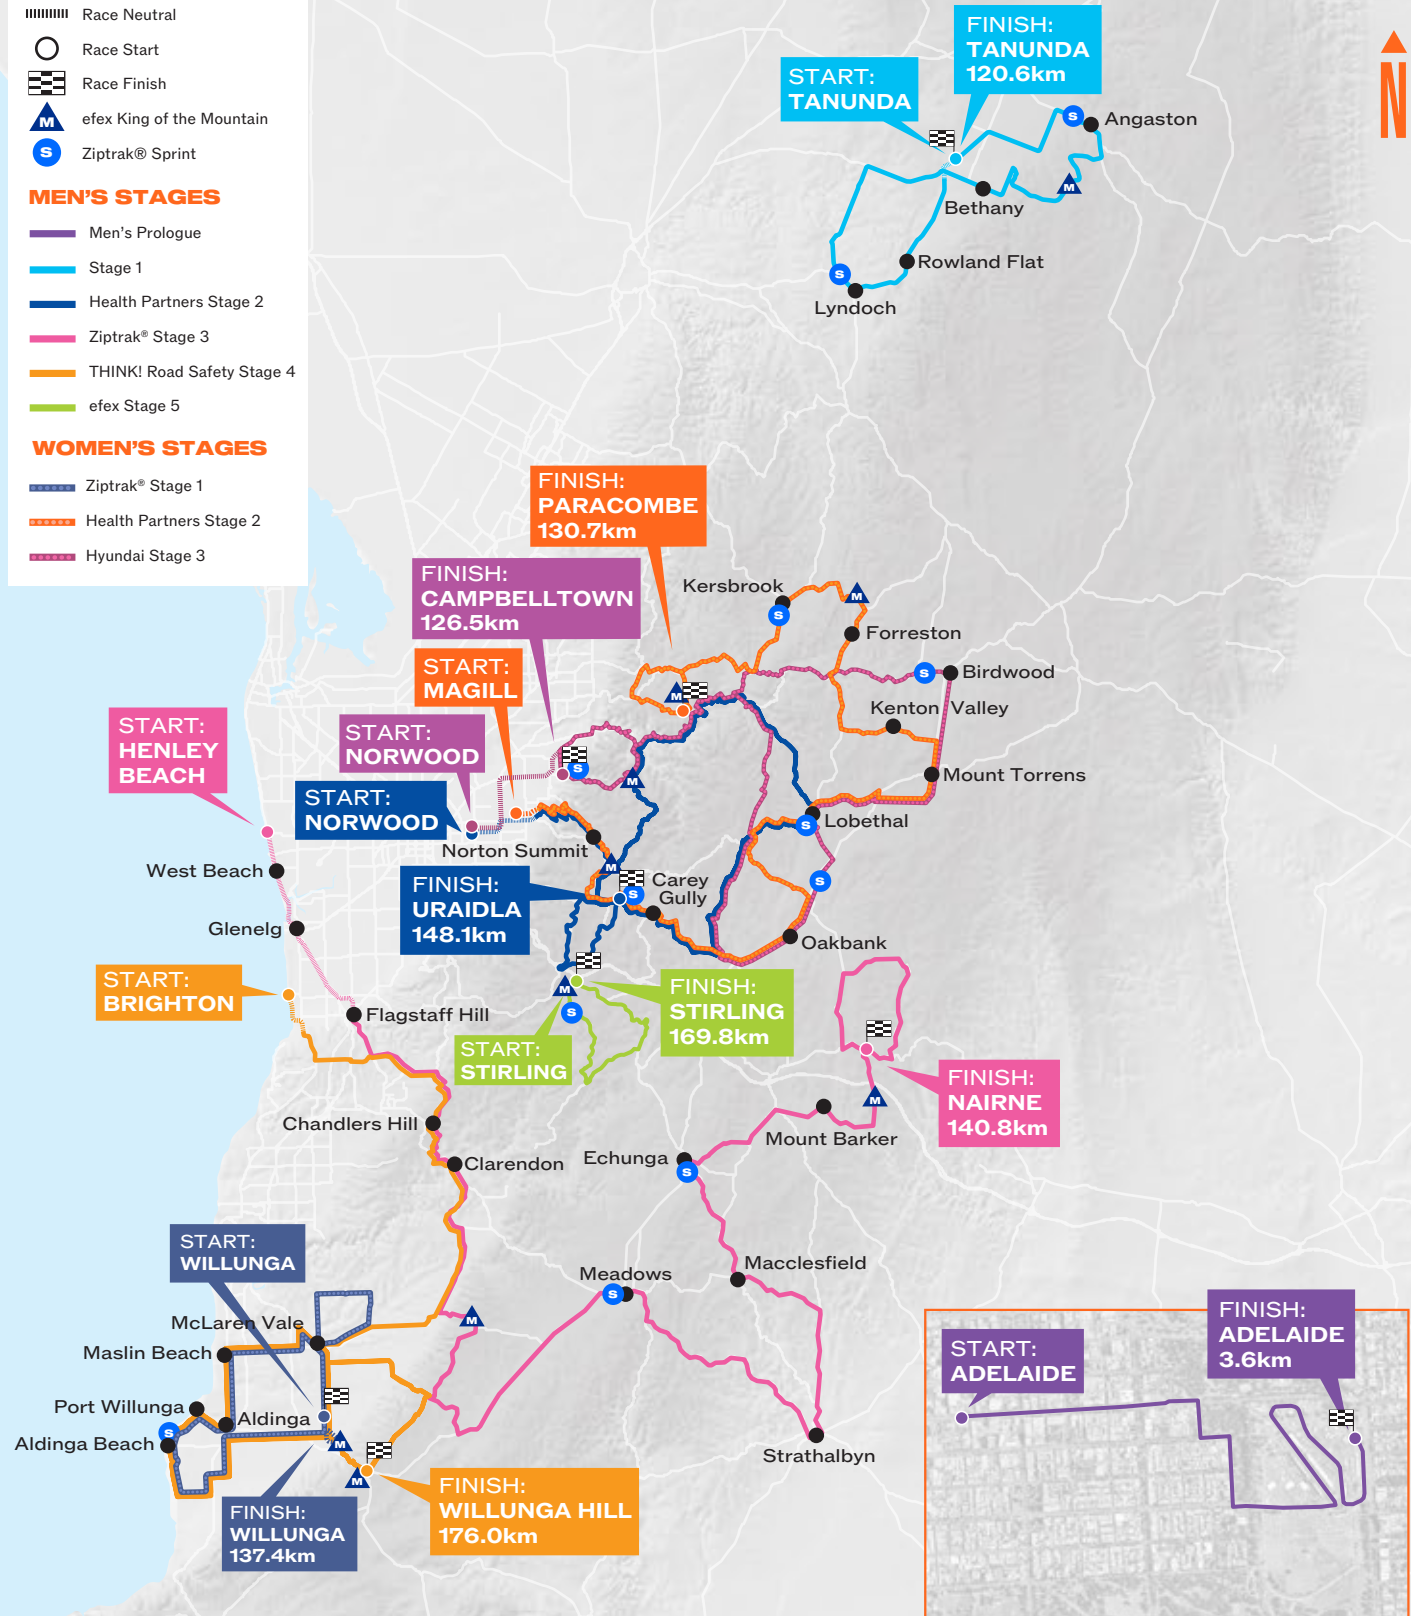 Race Neutral
Race Start
Race Finish
M
efex King of the Mountain
S
Ziptrak® Sprint
MEN'S STAGES
Men's Prologue
Stage 1
Health Partners Stage 2
Ziptrak® Stage 3
THINK! Road Safety Stage 4
efex Stage 5
WOMEN'S STAGES
Ziptrak® Stage 1
Health Partners Stage 2
Hyundai Stage 3
N
START:
TANUNDA
FINISH:
TANUNDA
120.6km
S
Angaston
M
Bethany
Rowland Flat
S
Lyndoch
FINISH:
PARACOMBE
130.7km
FINISH:
CAMPBELLTOWN
126.5km
START:
MAGILL
START:
NORWOOD
START:
NORWOOD
START:
HENLEY
BEACH
Kersbrook
S
M
Forreston
S
Birdwood
M
Kenton Valley
S
M
Mount Torrens
S
Lobethal
Norton Summit
M
S
Carey
Gully
S
Oakbank
FINISH:
URAIDLA
148.1km
West Beach
Glenelg
START:
BRIGHTON
Flagstaff Hill
M
S
START:
STIRLING
FINISH:
STIRLING
169.8km
FINISH:
NAIRNE
140.8km
M
Mount Barker
Chandlers Hill
Clarendon
Echunga
S
Macclesfield
Meadows
S
M
Strathalbyn
START:
WILLUNGA
McLaren Vale
Maslin Beach
Port Willunga
Aldinga
S
Aldinga Beach
M
M
FINISH:
WILLUNGA
137.4km
FINISH:
WILLUNGA HILL
176.0km
START:
ADELAIDE
FINISH:
ADELAIDE
3.6km